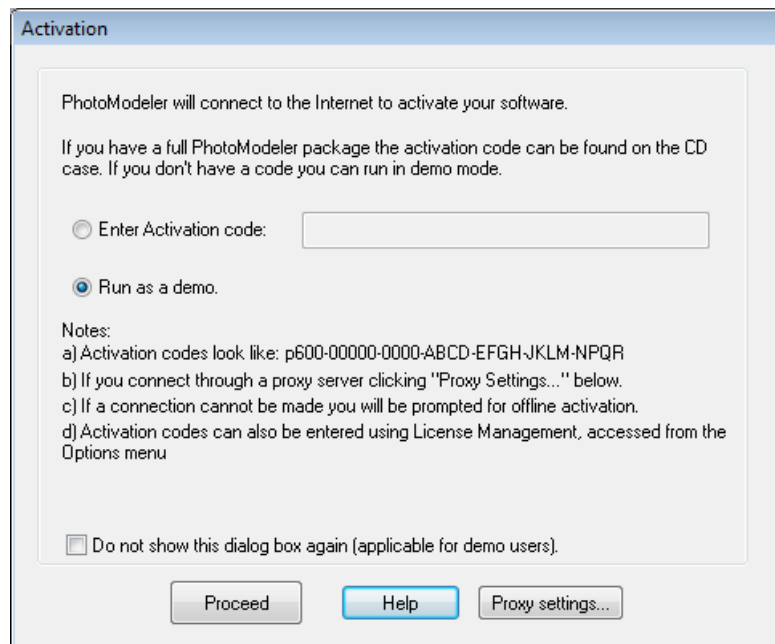 Activation
PhotoModeler will connect to the Internet to activate your software.
If you have a full PhotoModeler package the activation code can be found on the CD
case. If you don't have a code you can run in demo mode.
Enter Activation code:
Run as a demo.
Notes:
a) Activation codes look like: p600-00000-0000-ABCD-EFGH-JKLM-NPQR
b) If you connect through a proxy server clicking "Proxy Settings..." below.
c) If a connection cannot be made you will be prompted for offline activation.
d) Activation codes can also be entered using License Management, accessed from the
Options menu
Do not show this dialog box again (applicable for demo users).
Proceed Help Proxy settings...